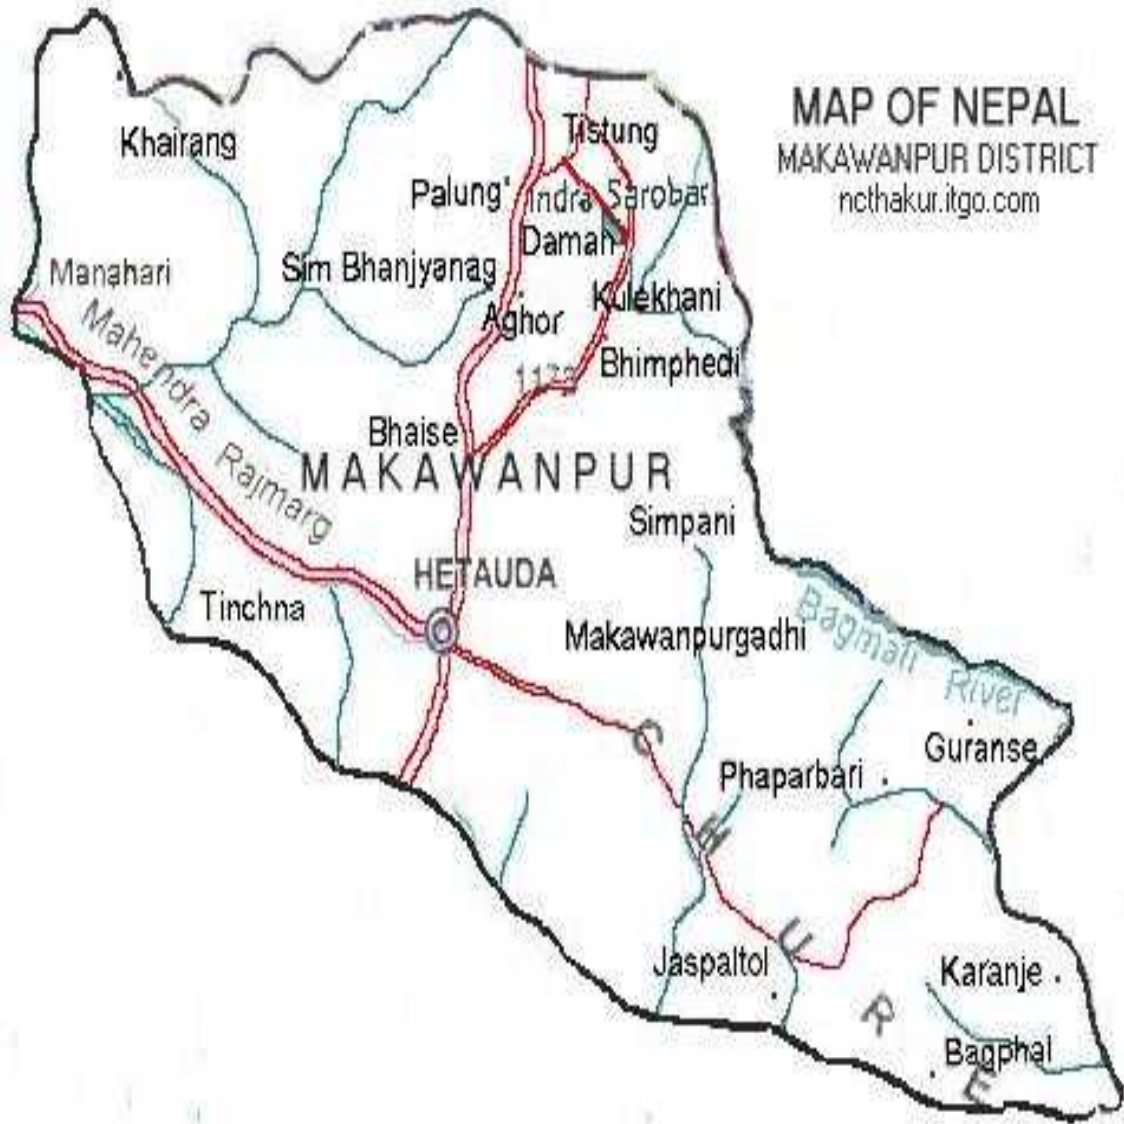 MAP OF NEPAL
MAKAWANPUR DISTRICT
ncthakur.itgo.com
Khairang
Tistung
Palung
Indra Sarobar
Daman
Manahari
Sim Bhanjyanag
Kulekhani
Aghor
Mahendra Rajmarg
Bhimphedi
Bhaise
MAKAWANPUR
Simpani
HETAUDA
Tinchna
Makawanpurgadhi
Bagmati River
Guranse
Phaparbari
CHURE
Jaspaltol
Karanje
Bagphal